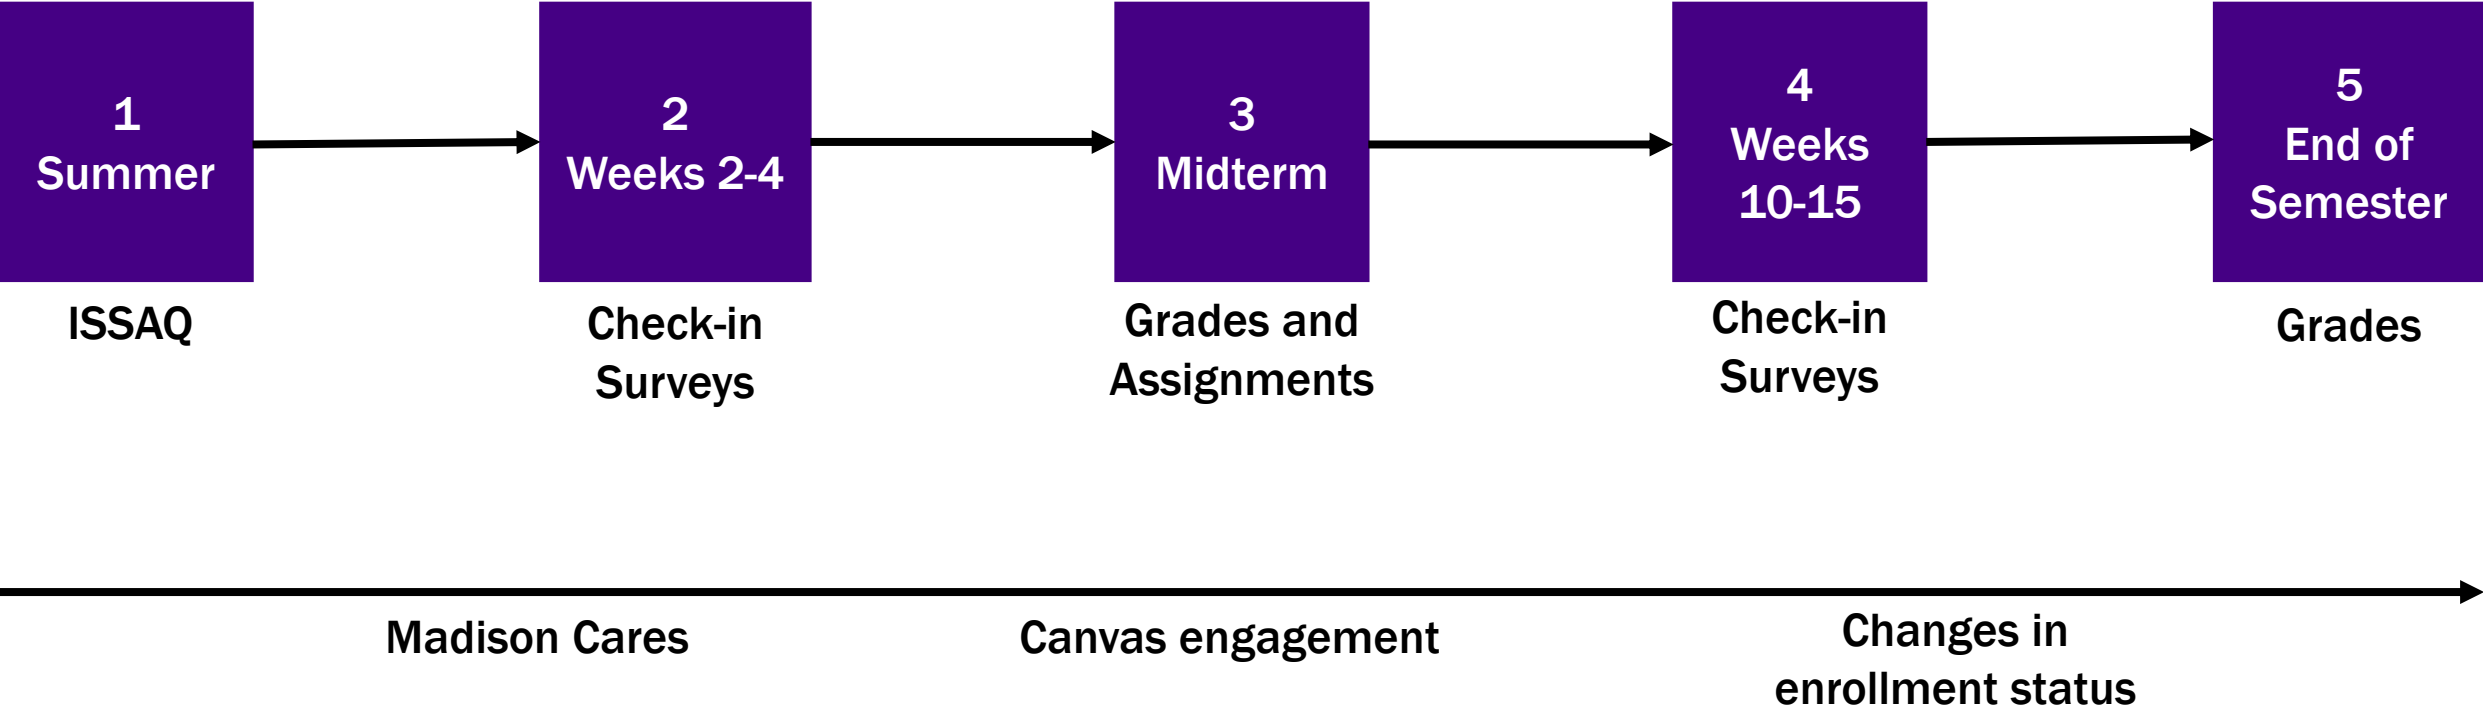 1
Summer
2
Weeks 2-4
3
Midterm
4
Weeks
10-15
5
End of
Semester
ISSAQ
Check-in
Surveys
Grades and
Assignments
Check-in
Surveys
Grades
Madison Cares
Canvas engagement
Changes in
enrollment status